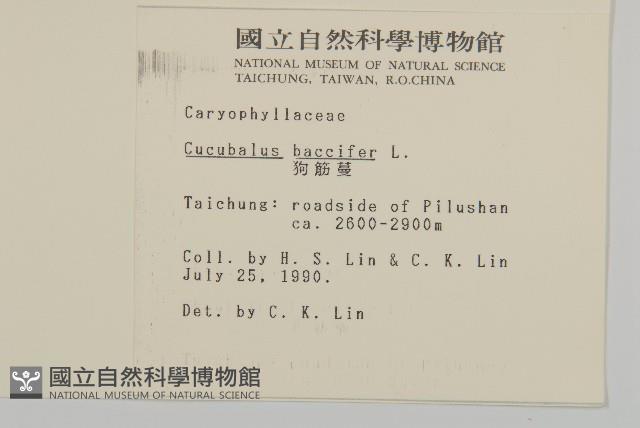 國立自然科學博物館
NATIONAL MUSEUM OF NATURAL SCIENCE
TAICHUNG, TAIWAN, R.O.CHINA
Caryophyllaceae
Cucubalus baccifer L.
狗筋蔓
Taichung: roadside of Pilushan
ca. 2600-2900m
Coll. by H. S. Lin & C. K. Lin
July 25, 1990.
Det. by C. K. Lin
國立自然科學博物館
NATIONAL MUSEUM OF NATURAL SCIENCE